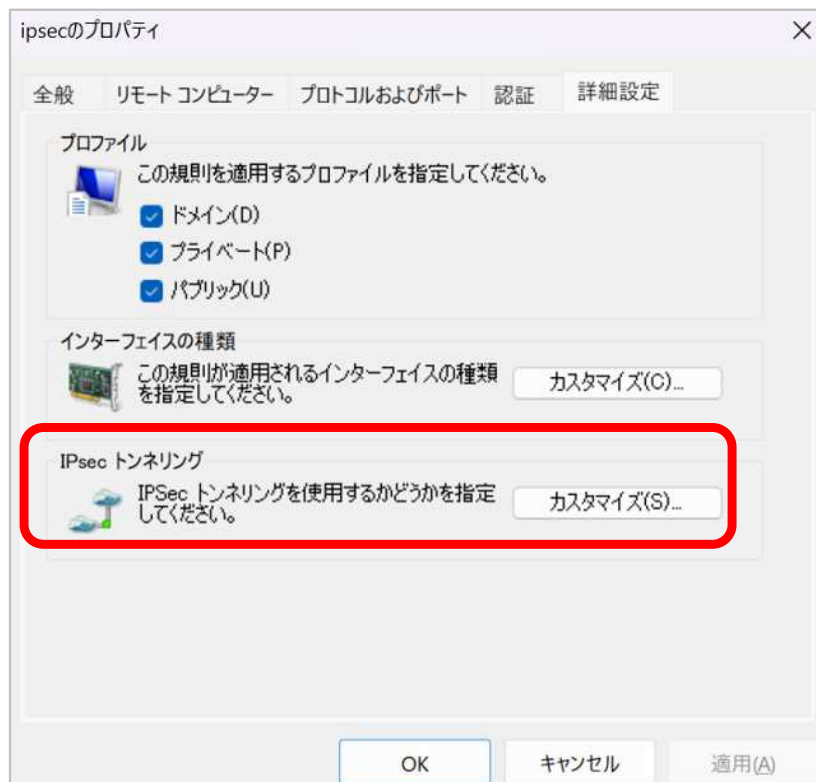 ipsecのプロパティ
全般 リモート コンピューター プロトコルおよびポート 認証 詳細設定
プロファイル
この規則を適用するプロファイルを指定してください。
ドメイン(D)
プライベート(P)
パブリック(U)
インターフェイスの種類
この規則が適用されるインターフェイスの種類
を指定してください。
カスタマイズ(C)...
IPsec トンネリング
IPSec トンネリングを使用するかどうかを指定
してください。
カスタマイズ(S)...
OK キャンセル 適用(A)